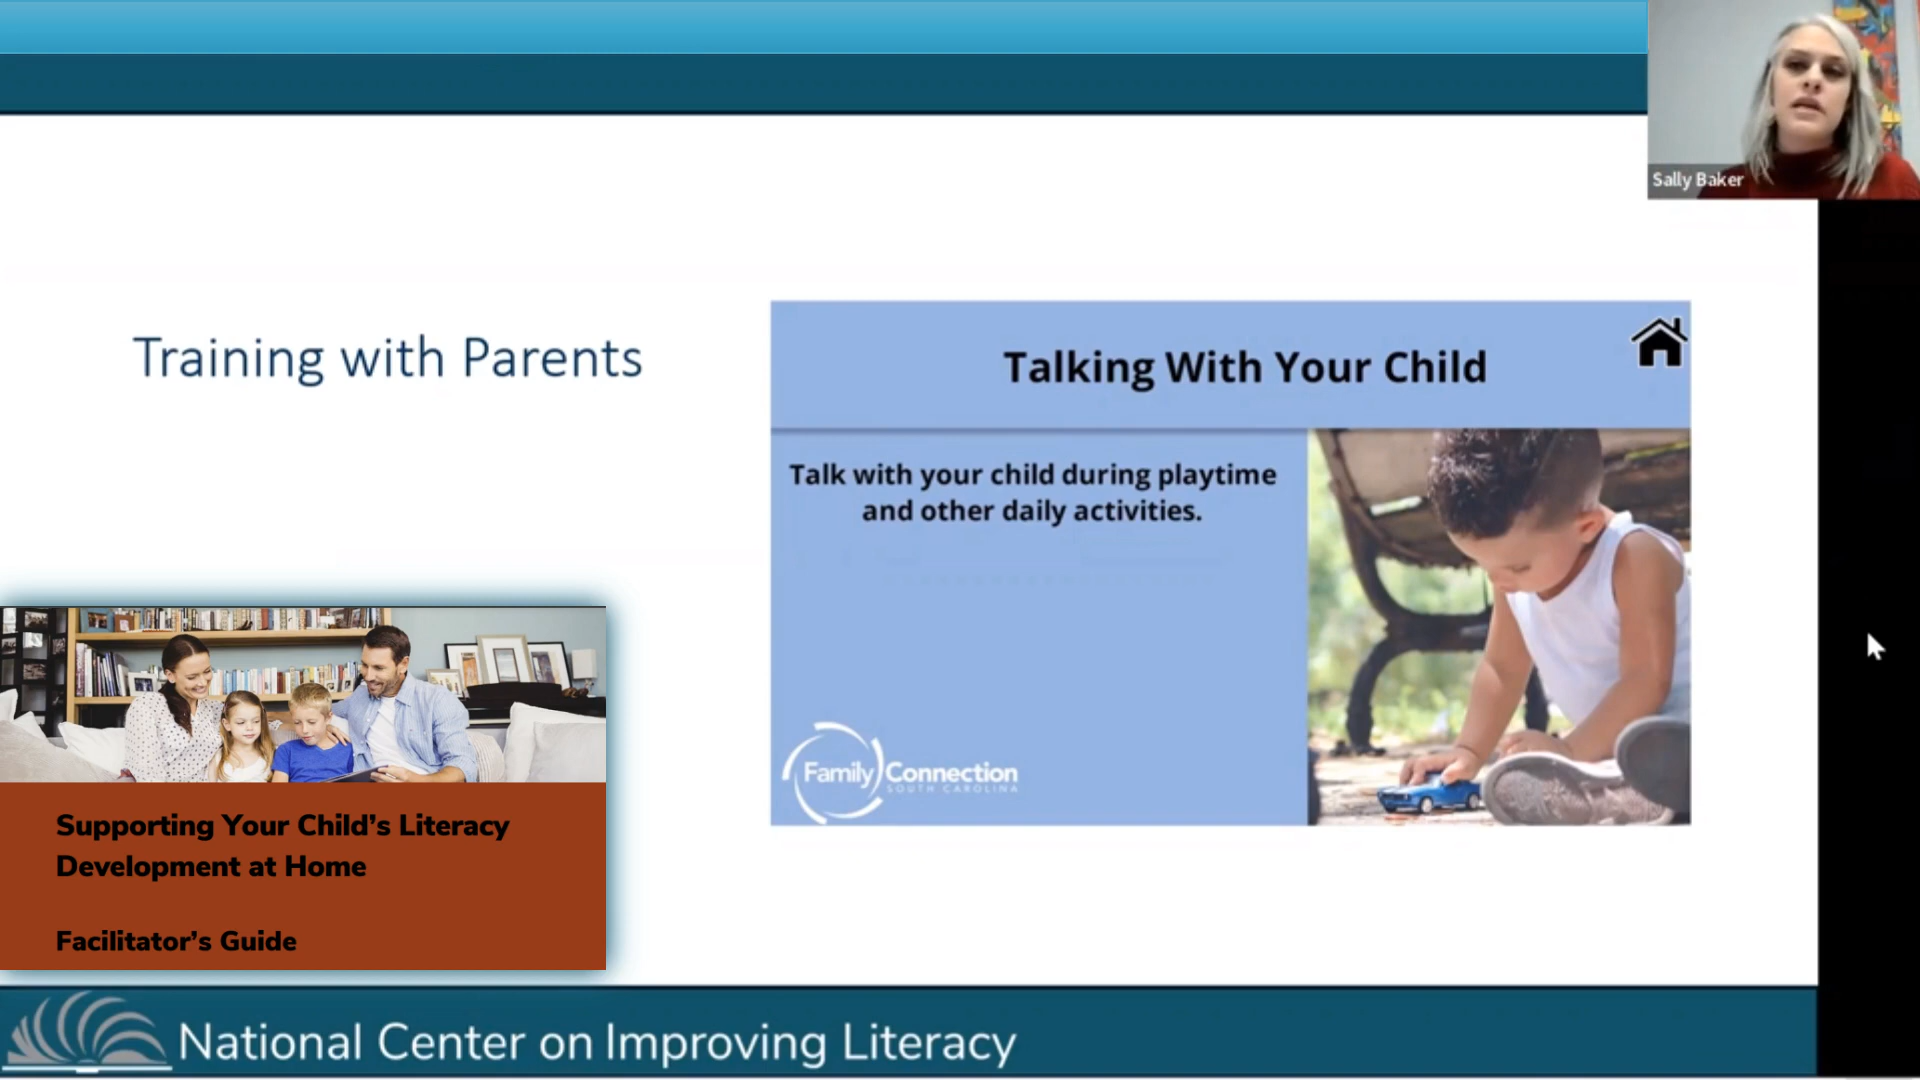 Sally Baker
Training with Parents
Talking With Your Child
Talk with your child during playtime
and other daily activities.
Family Connection
SOUTH CAROLINA
Supporting Your Child’s Literacy
Development at Home
Facilitator’s Guide
National Center on Improving Literacy